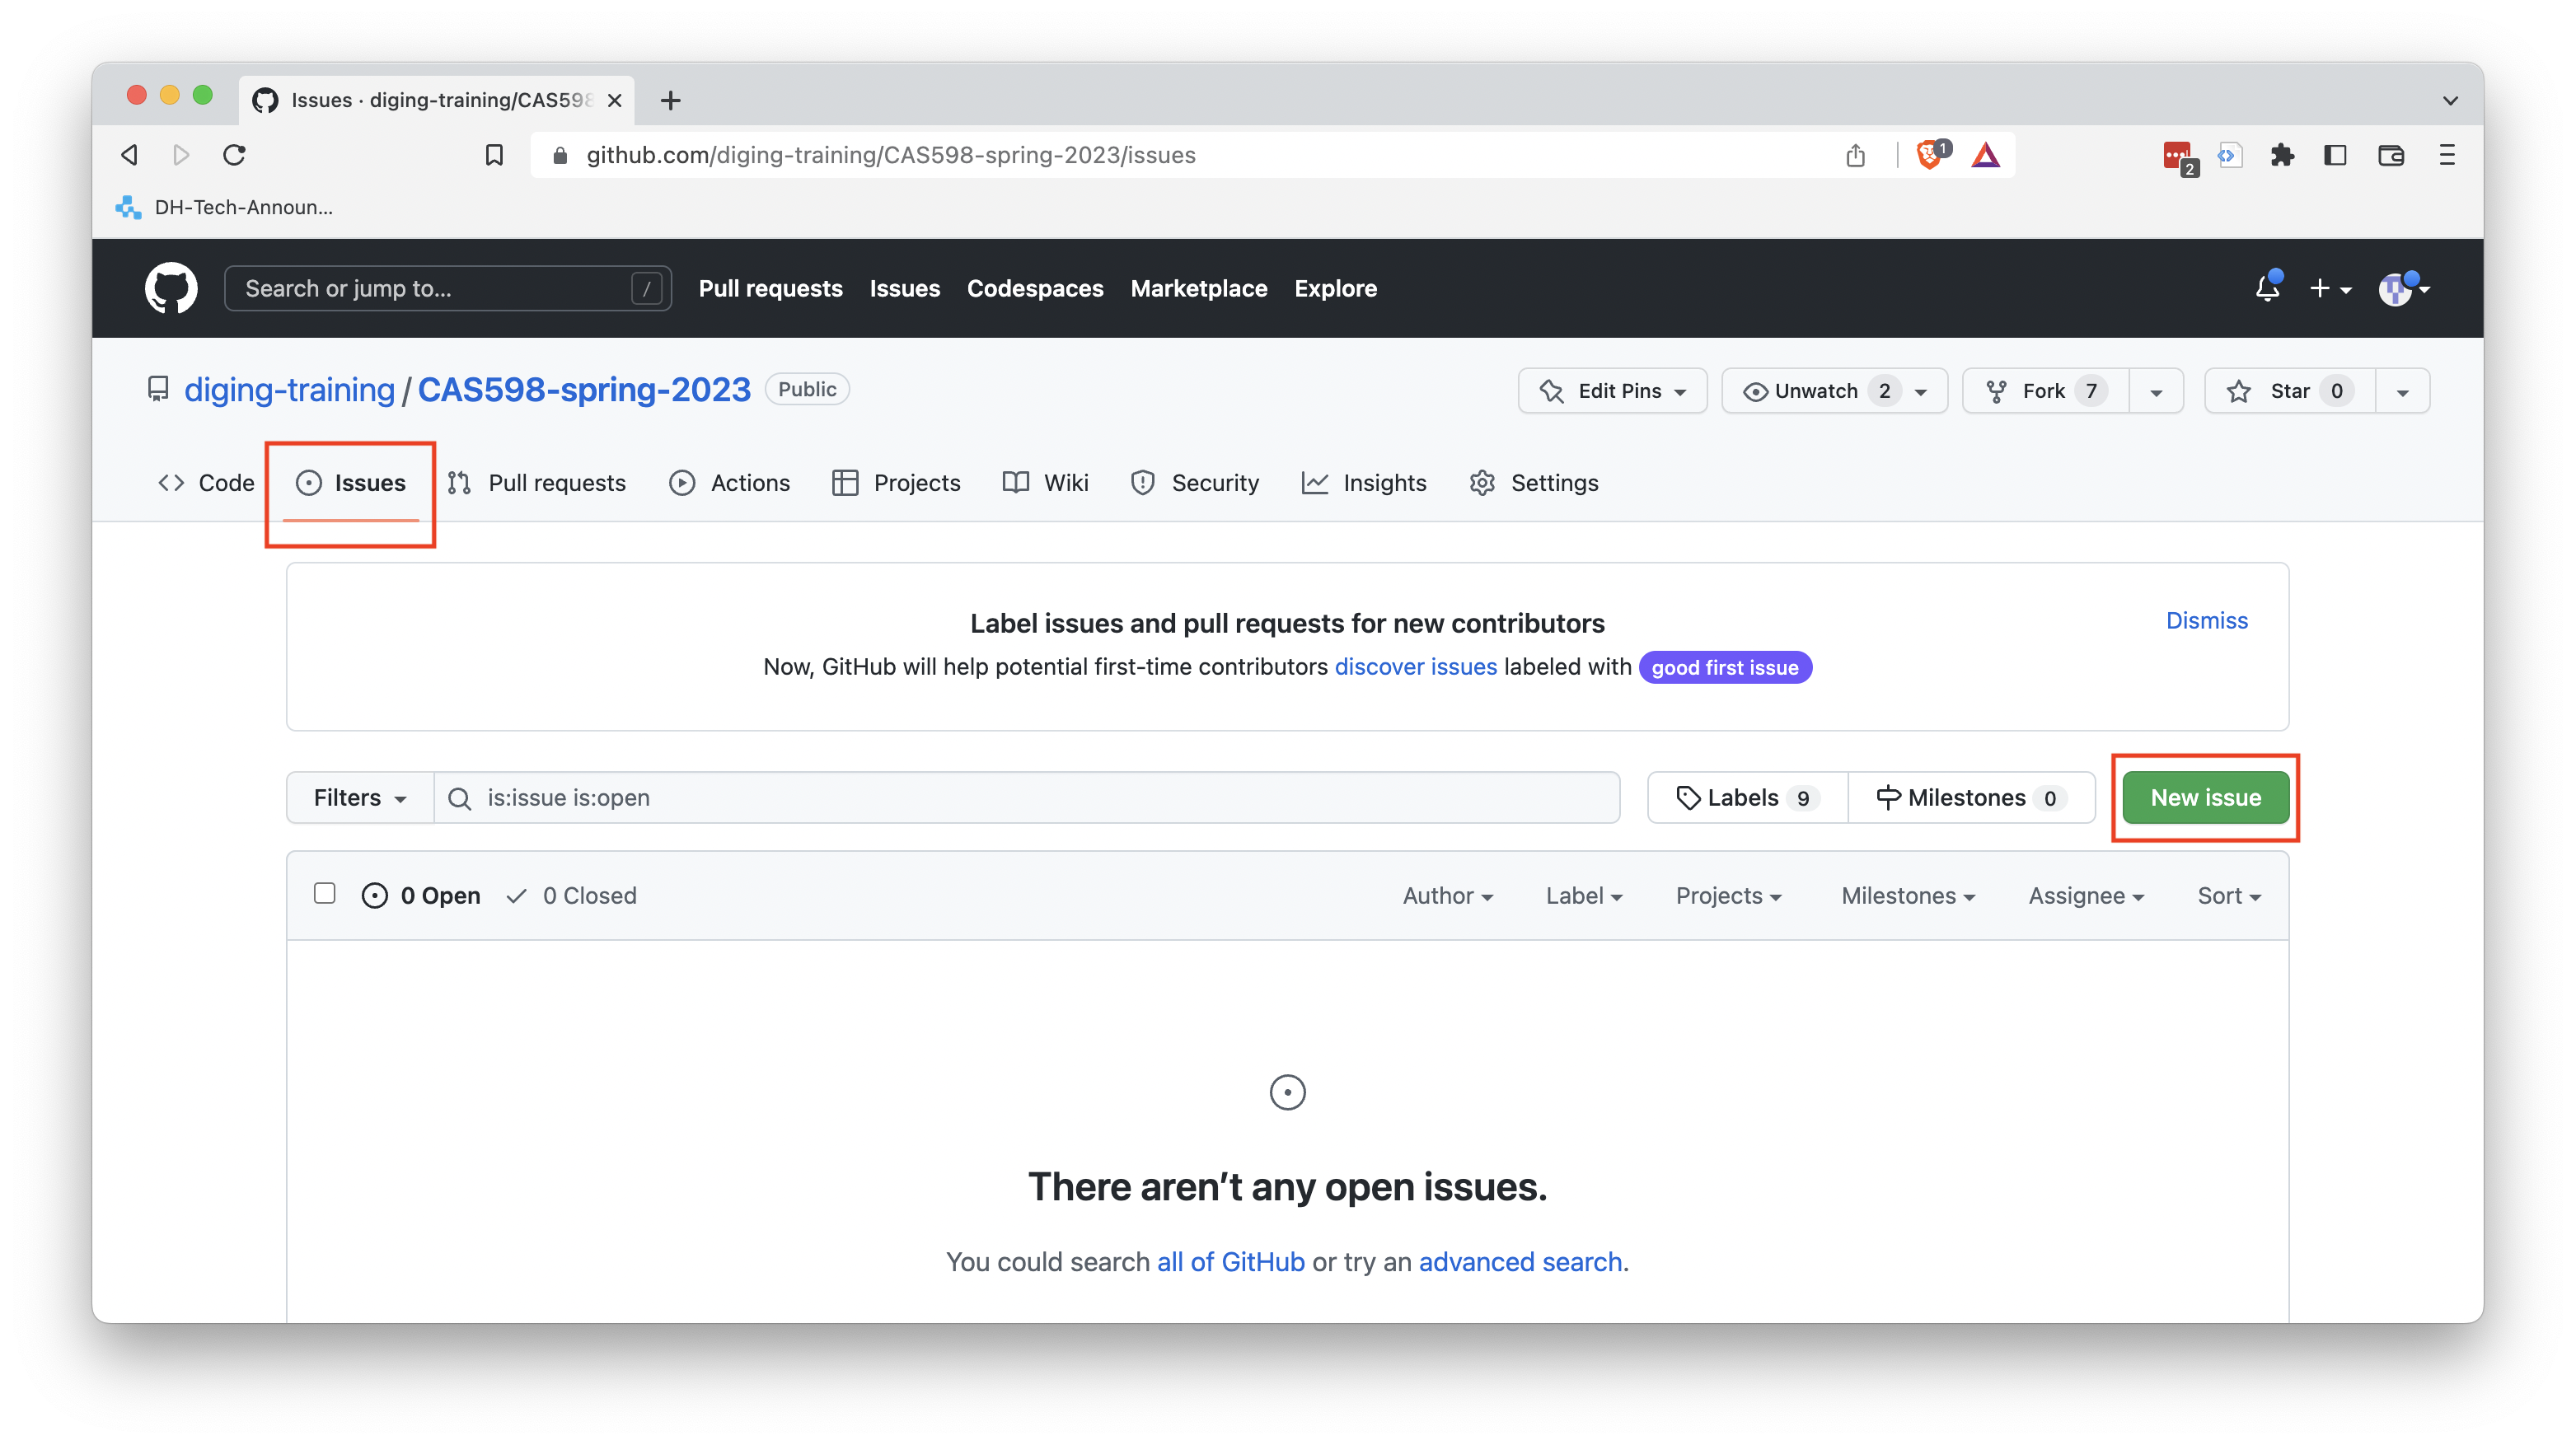 Issues · diging-training/CAS598
github.com/diging-training/CAS598-spring-2023/issues
1
2
DH-Tech-Announ...
Search or jump to...
/
Pull requests
Issues
Codespaces
Marketplace
Explore
diging-training / CAS598-spring-2023
Public
Edit Pins
Unwatch 2
Fork 7
Star 0
Code
Issues
Pull requests
Actions
Projects
Wiki
Security
Insights
Settings
Label issues and pull requests for new contributors
Dismiss
Now, GitHub will help potential first-time contributors discover issues labeled with good first issue
Filters
is:issue is:open
Labels 9
Milestones 0
New issue
0 Open
0 Closed
Author
Label
Projects
Milestones
Assignee
Sort
There aren’t any open issues.
You could search all of GitHub or try an advanced search.